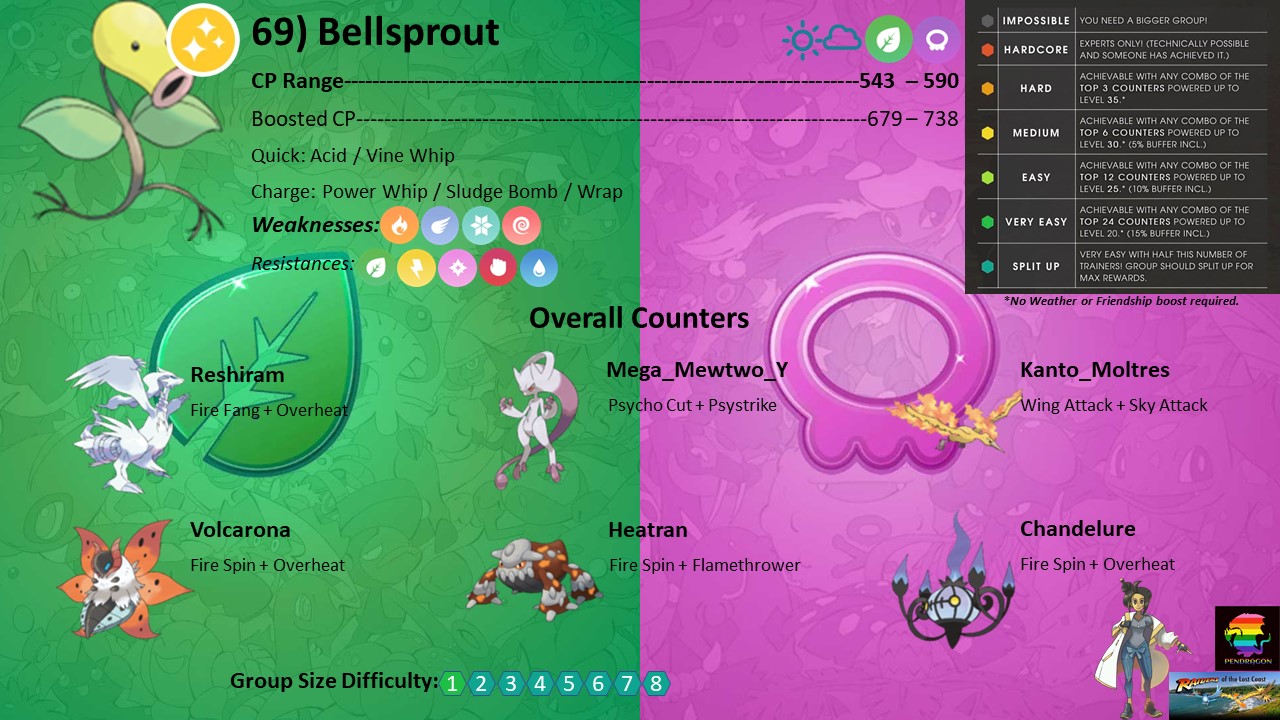 69) Bellsprout
CP Range 543 – 590
Boosted CP 679 – 738
Quick: Acid / Vine Whip
Charge: Power Whip / Sludge Bomb / Wrap
Weaknesses:
Resistances:
IMPOSSIBLE YOU NEED A BIGGER GROUP!
HARDCORE EXPERTS ONLY! (TECHNICALLY POSSIBLE
AND SOMEONE HAS ACHIEVED IT.)
HARD ACHIEVABLE WITH ANY COMBO OF THE
TOP 3 COUNTERS POWERED UP TO
LEVEL 35.*
MEDIUM ACHIEVABLE WITH ANY COMBO OF THE
TOP 6 COUNTERS POWERED UP TO
LEVEL 30.* (5% BUFFER INCL.)
EASY ACHIEVABLE WITH ANY COMBO OF THE
TOP 12 COUNTERS POWERED UP TO
LEVEL 25.* (10% BUFFER INCL.)
VERY EASY ACHIEVABLE WITH ANY COMBO OF THE
TOP 24 COUNTERS POWERED UP TO
LEVEL 20.* (15% BUFFER INCL.)
SPLIT UP VERY EASY WITH HALF THIS NUMBER OF
TRAINERS! GROUP SHOULD SPLIT UP FOR
MAX REWARDS.
*No Weather or Friendship boost required.
Overall Counters
Reshiram
Fire Fang + Overheat
Mega_Mewtwo_Y
Psycho Cut + Psystrike
Kanto_Moltres
Wing Attack + Sky Attack
Volcarona
Fire Spin + Overheat
Heatran
Fire Spin + Flamethrower
Chandelure
Fire Spin + Overheat
Group Size Difficulty: 1 2 3 4 5 6 7 8
PENDRAGON
RAIDERS of the Lost Coast